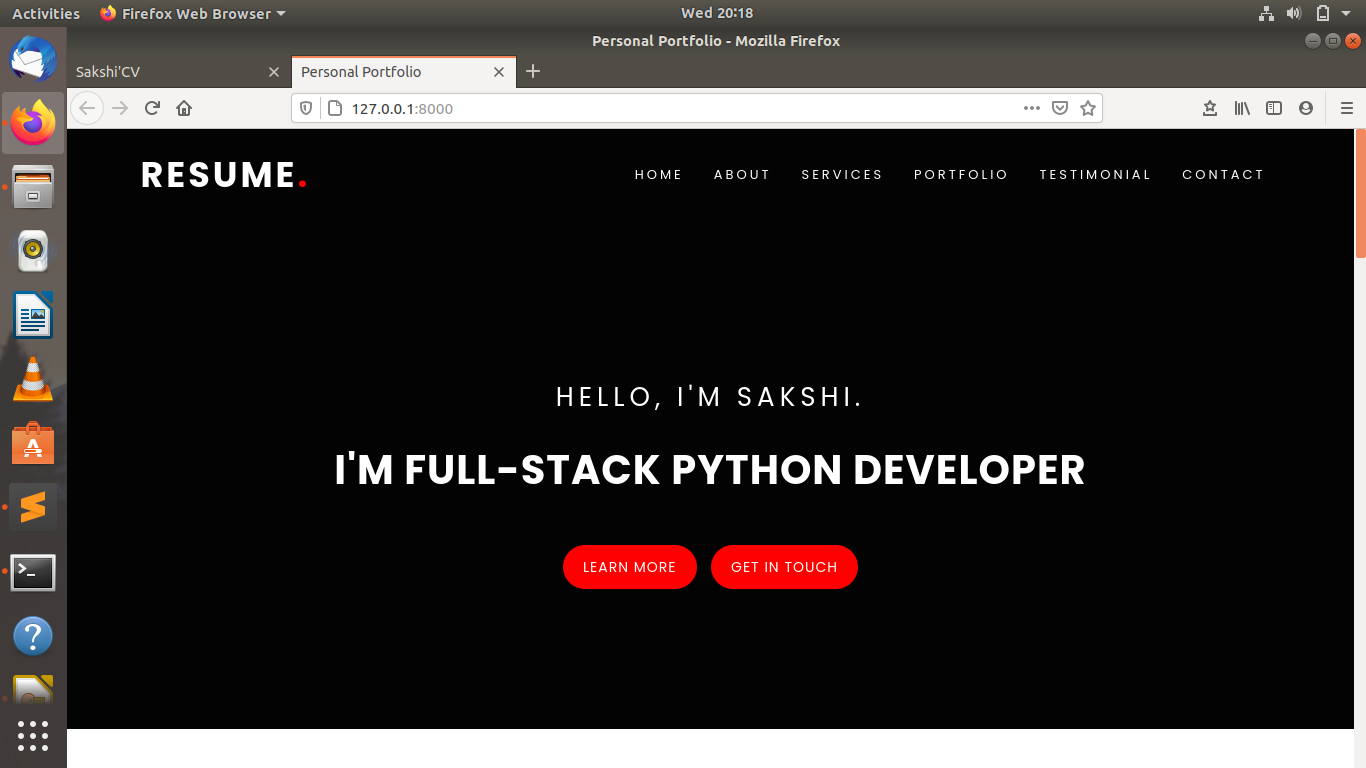 Activities Firefox Web Browser Wed 20:18
Personal Portfolio - Mozilla Firefox
Sakshi'CV Personal Portfolio
127.0.0.1:8000
RESUME. HOME ABOUT SERVICES PORTFOLIO TESTIMONIAL CONTACT
HELLO, I'M SAKSHI.
I'M FULL-STACK PYTHON DEVELOPER
LEARN MORE GET IN TOUCH